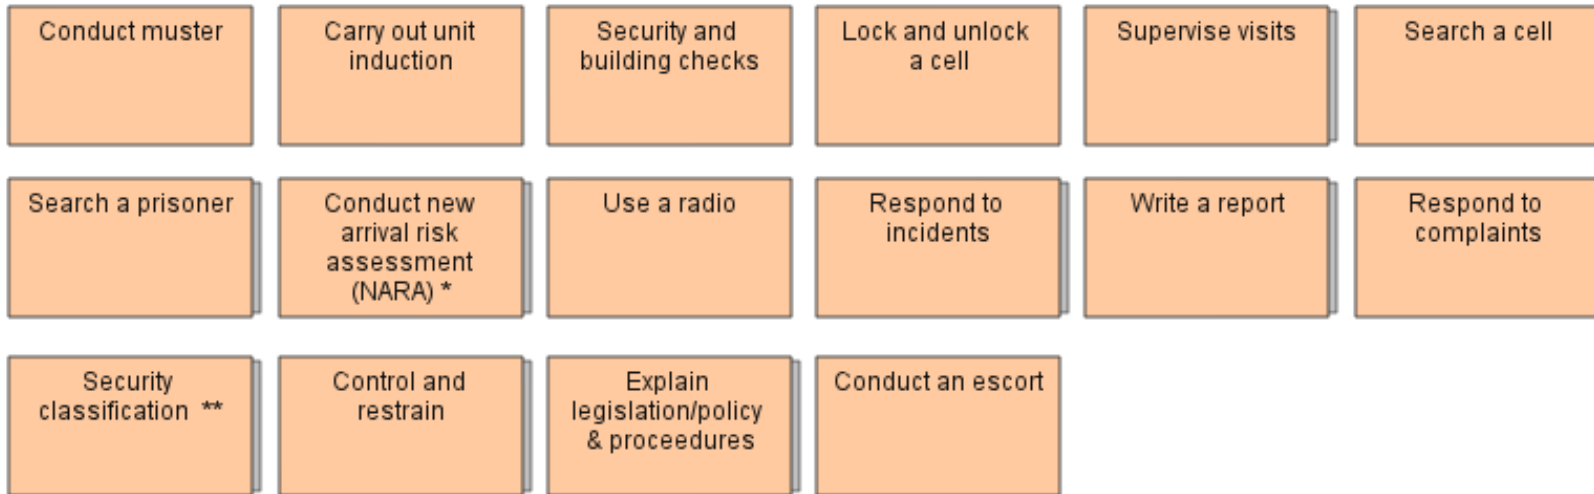 Conduct muster
Carry out unit
induction
Security and
building checks
Lock and unlock
a cell
Supervise visits
Search a cell
Search a prisoner
Conduct new
arrival risk
assessment
(NARA) *
Use a radio
Respond to
incidents
Write a report
Respond to
complaints
Security
classification **
Control and
restrain
Explain
legislation/policy
& proceedures
Conduct an escort